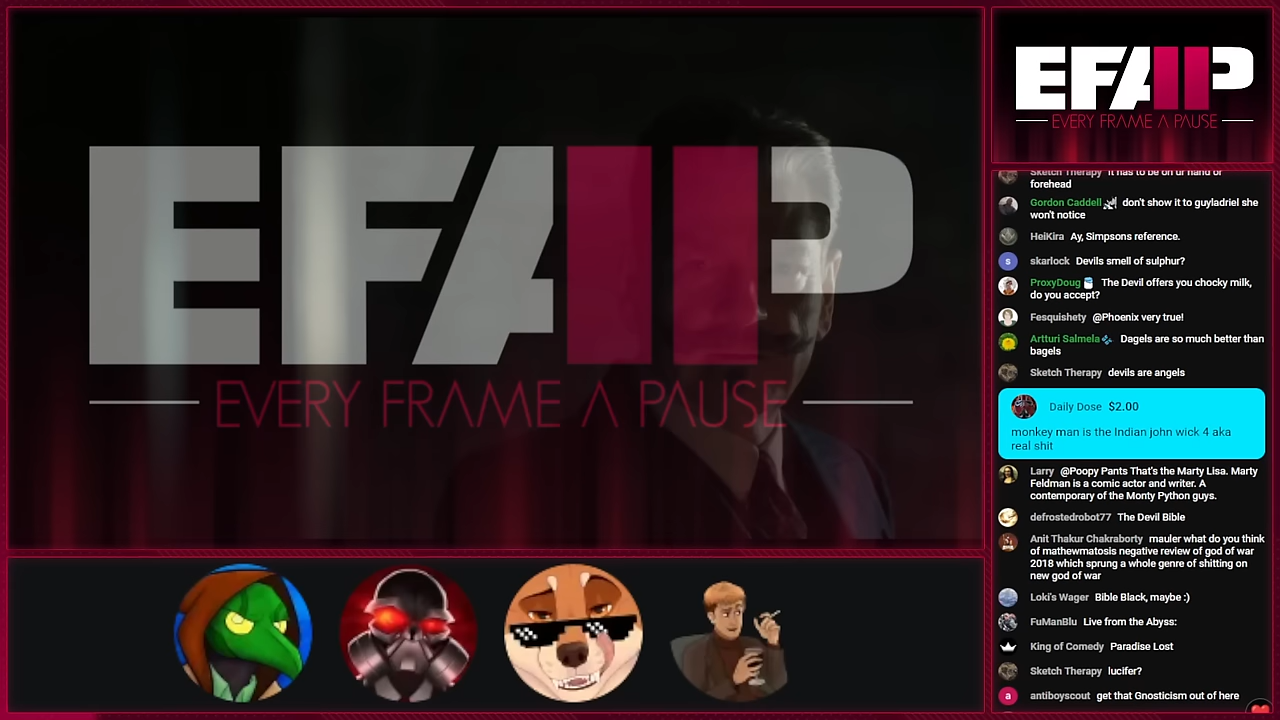 EFAP
EVERY FRAME A PAUSE
EFAP
EVERY FRAME A PAUSE
Sketch Therapy it has to be on ur hand or
forehead
Gordon Caddell don't show it to guyladriel she
won't notice
HeiKira Ay, Simpsons reference.
s skarlock Devils smell of sulphur?
ProxyDoug The Devil offers you chocky milk,
do you accept?
Fesquishety @Phoenix very true!
Artturi Salmela Dagels are so much better than
bagels
Sketch Therapy devils are angels
Daily Dose $2.00
monkey man is the Indian john wick 4 aka
real shit
Larry @Poopy Pants That's the Marty Lisa. Marty
Feldman is a comic actor and writer. A
contemporary of the Monty Python guys.
defrostedrobot77 The Devil Bible
Anit Thakur Chakraborty mauler what do you think
of mathewmatosis negative review of god of war
2018 which sprung a whole genre of shitting on
new god of war
Loki's Wager Bible Black, maybe :)
FuManBlu Live from the Abyss:
King of Comedy Paradise Lost
Sketch Therapy lucifer?
a antiboyscout get that Gnosticism out of here